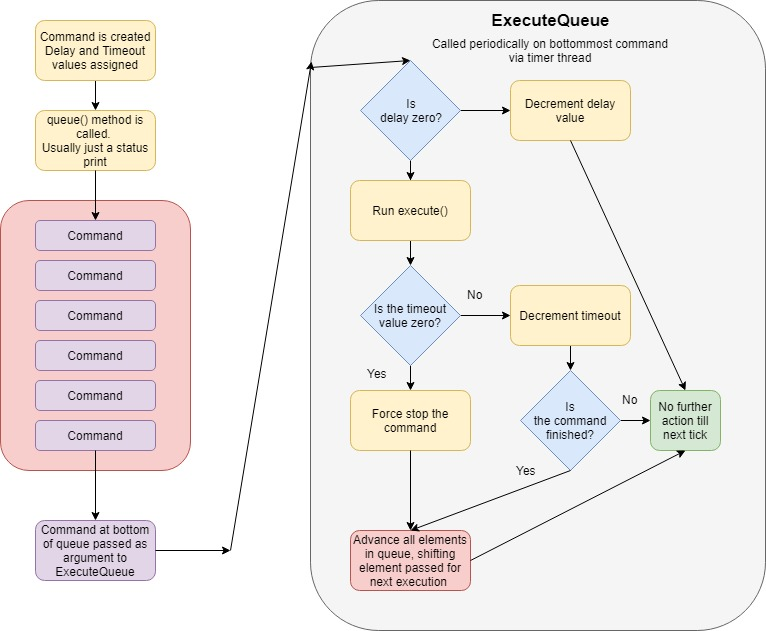 Command is created
Delay and Timeout
values assigned
queue() method is
called.
Usually just a status
print
Command
Command
Command
Command
Command
Command
Command at bottom
of queue passed as
argument to
ExecuteQueue
ExecuteQueue
Called periodically on bottommost command
via timer thread
Is
delay zero?
Decrement delay
value
Run execute()
Is the timeout
value zero?
No
Decrement timeout
Yes
Force stop the
command
Is
the command
finished?
No
No further
action till
next tick
Yes
Advance all elements
in queue, shifting
element passed for
next execution